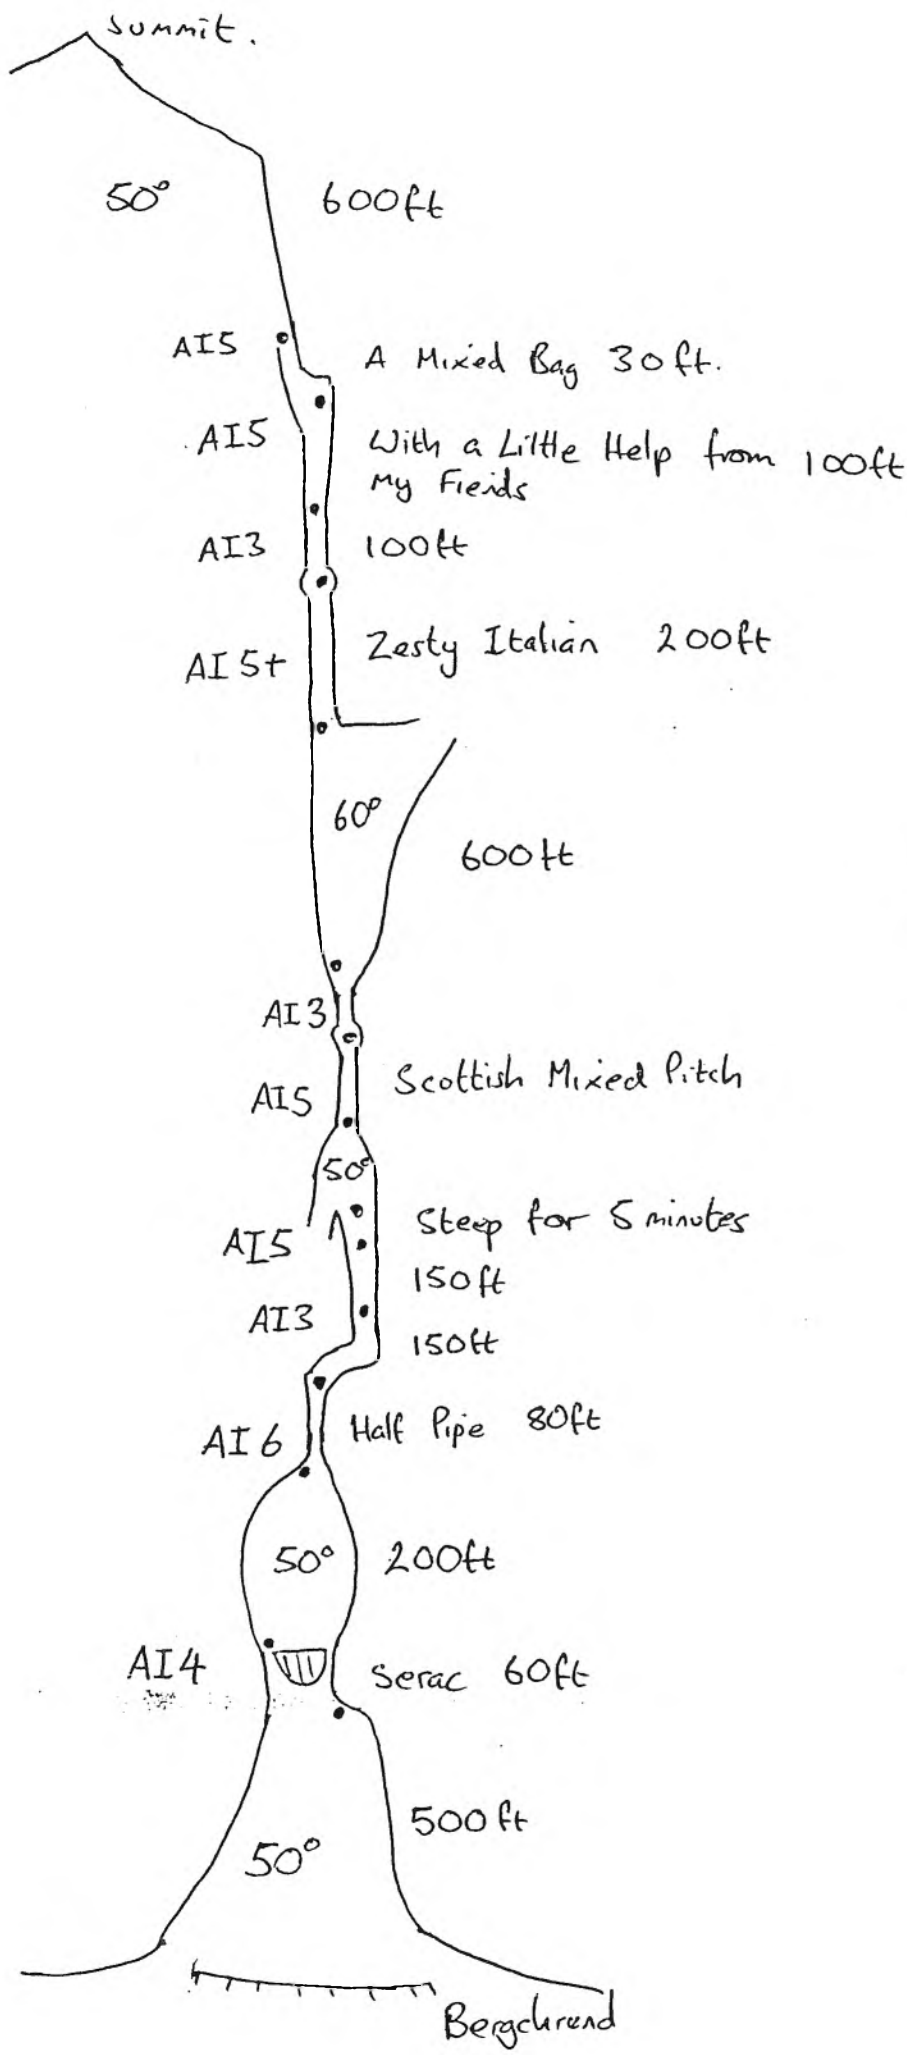 Summit.
50° 600ft
AI5 A Mixed Bag 30ft.
AI5 With a Little Help from 100ft
My Fieids
AI3 100ft
AI5+ Zesty Italian 200ft
60°
600ft
AI3
AI5 Scottish Mixed Pitch
50°
AI5 Steep for 5 minutes
150ft
AI3
150ft
AI6 Half Pipe 80ft
50° 200ft
AI4 Serac 60ft
500ft
50°
Bergchrund